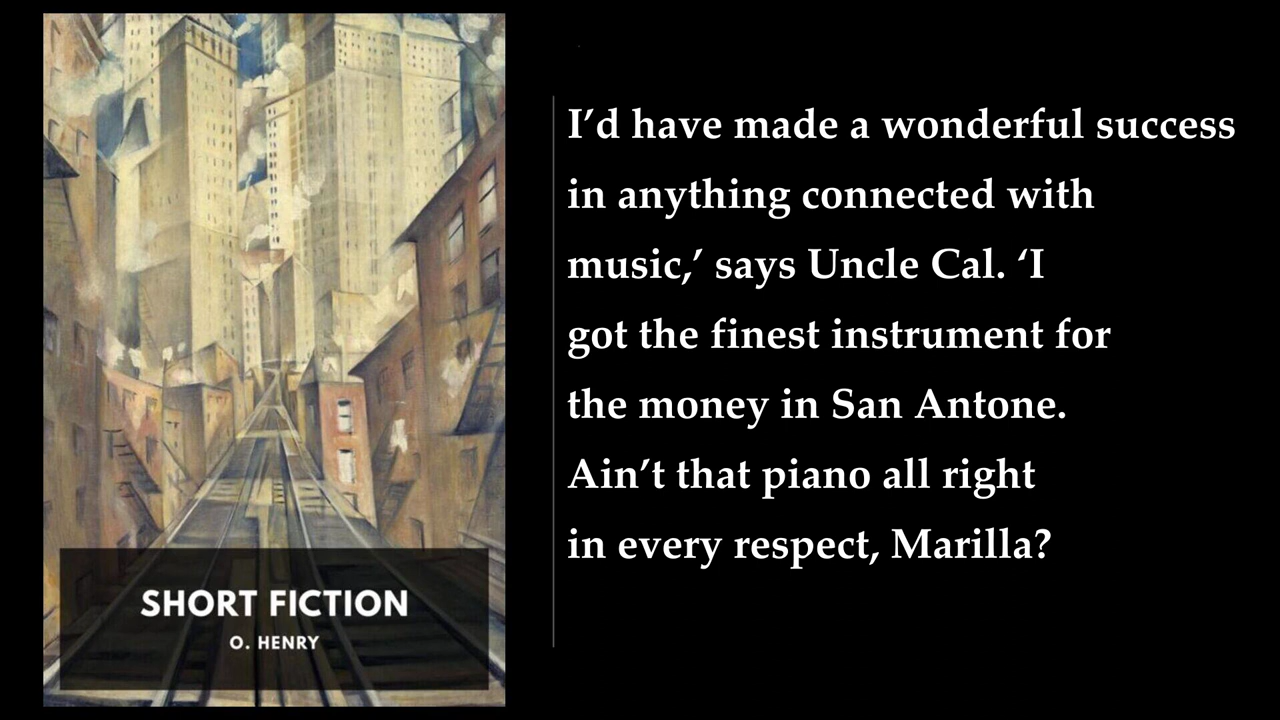 I’d have made a wonderful success
in anything connected with
music,’ says Uncle Cal. ‘I
got the finest instrument for
the money in San Antone.
Ain’t that piano all right
in every respect, Marilla?
SHORT FICTION
O. HENRY